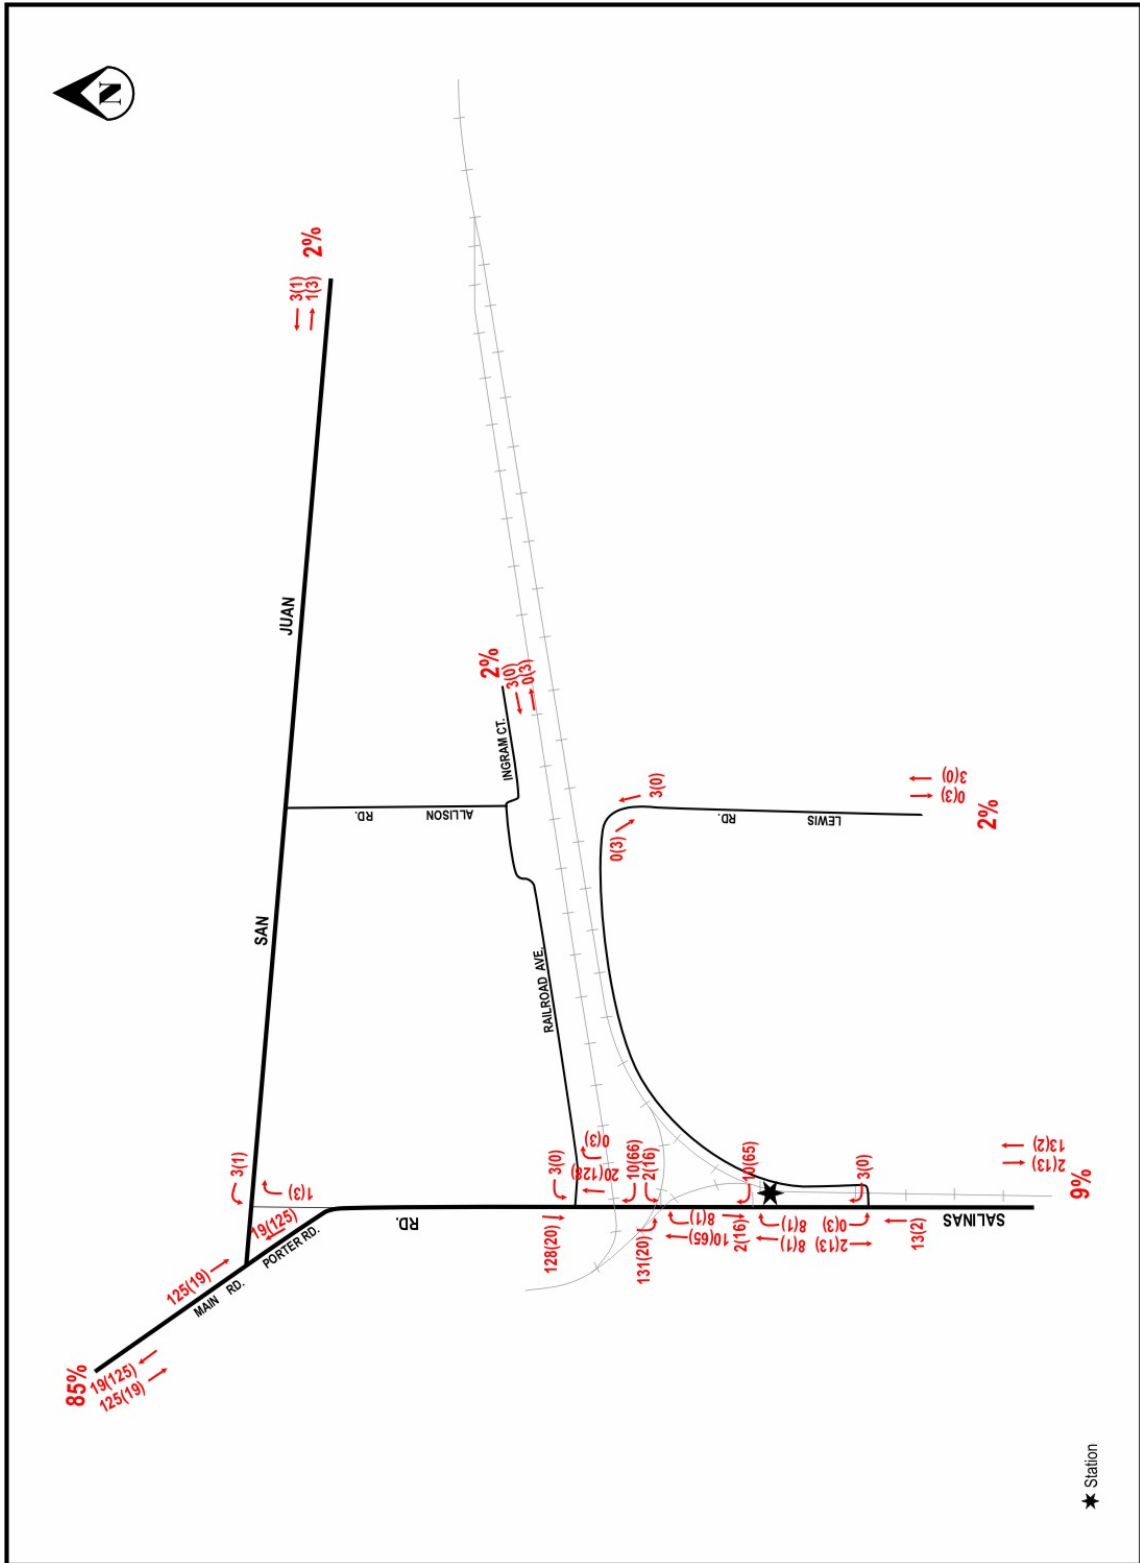 N
3(1)
1(3)
2%
JUAN
2%
3(0)
0(3)
INGRAM CT.
ALLISON
RD.
3(0)
0(3)
RD.
LEWIS
3(0)
0(3)
2%
SAN
RAILROAD AVE.
3(1)
1(3)
19(125)
PORTER RD.
125(19)
MAIN RD.
85%
19(125)
125(19)
RD.
3(0)
0(3)
20(128)
128(20)
10(66)
2(16)
131(20)
8(1)
10(65)
10(65)
2(16)
8(1)
8(1)
3(0)
0(3)
2(13)
13(2)
SALINAS
13(2)
2(13)
9%
Station